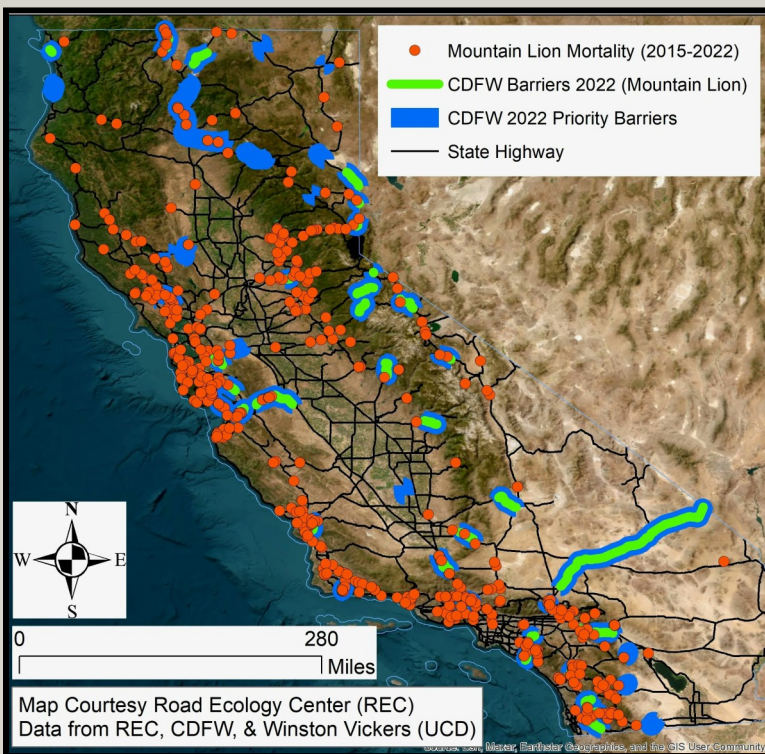 Mountain Lion Mortality (2015-2022)
CDFW Barriers 2022 (Mountain Lion)
CDFW 2022 Priority Barriers
State Highway
N
W E
S
0 280
Miles
Map Courtesy Road Ecology Center (REC)
Data from REC, CDFW, & Winston Vickers (UCD)
Source: Esri, Maxar, Earthstar Geographics, and the GIS User Community